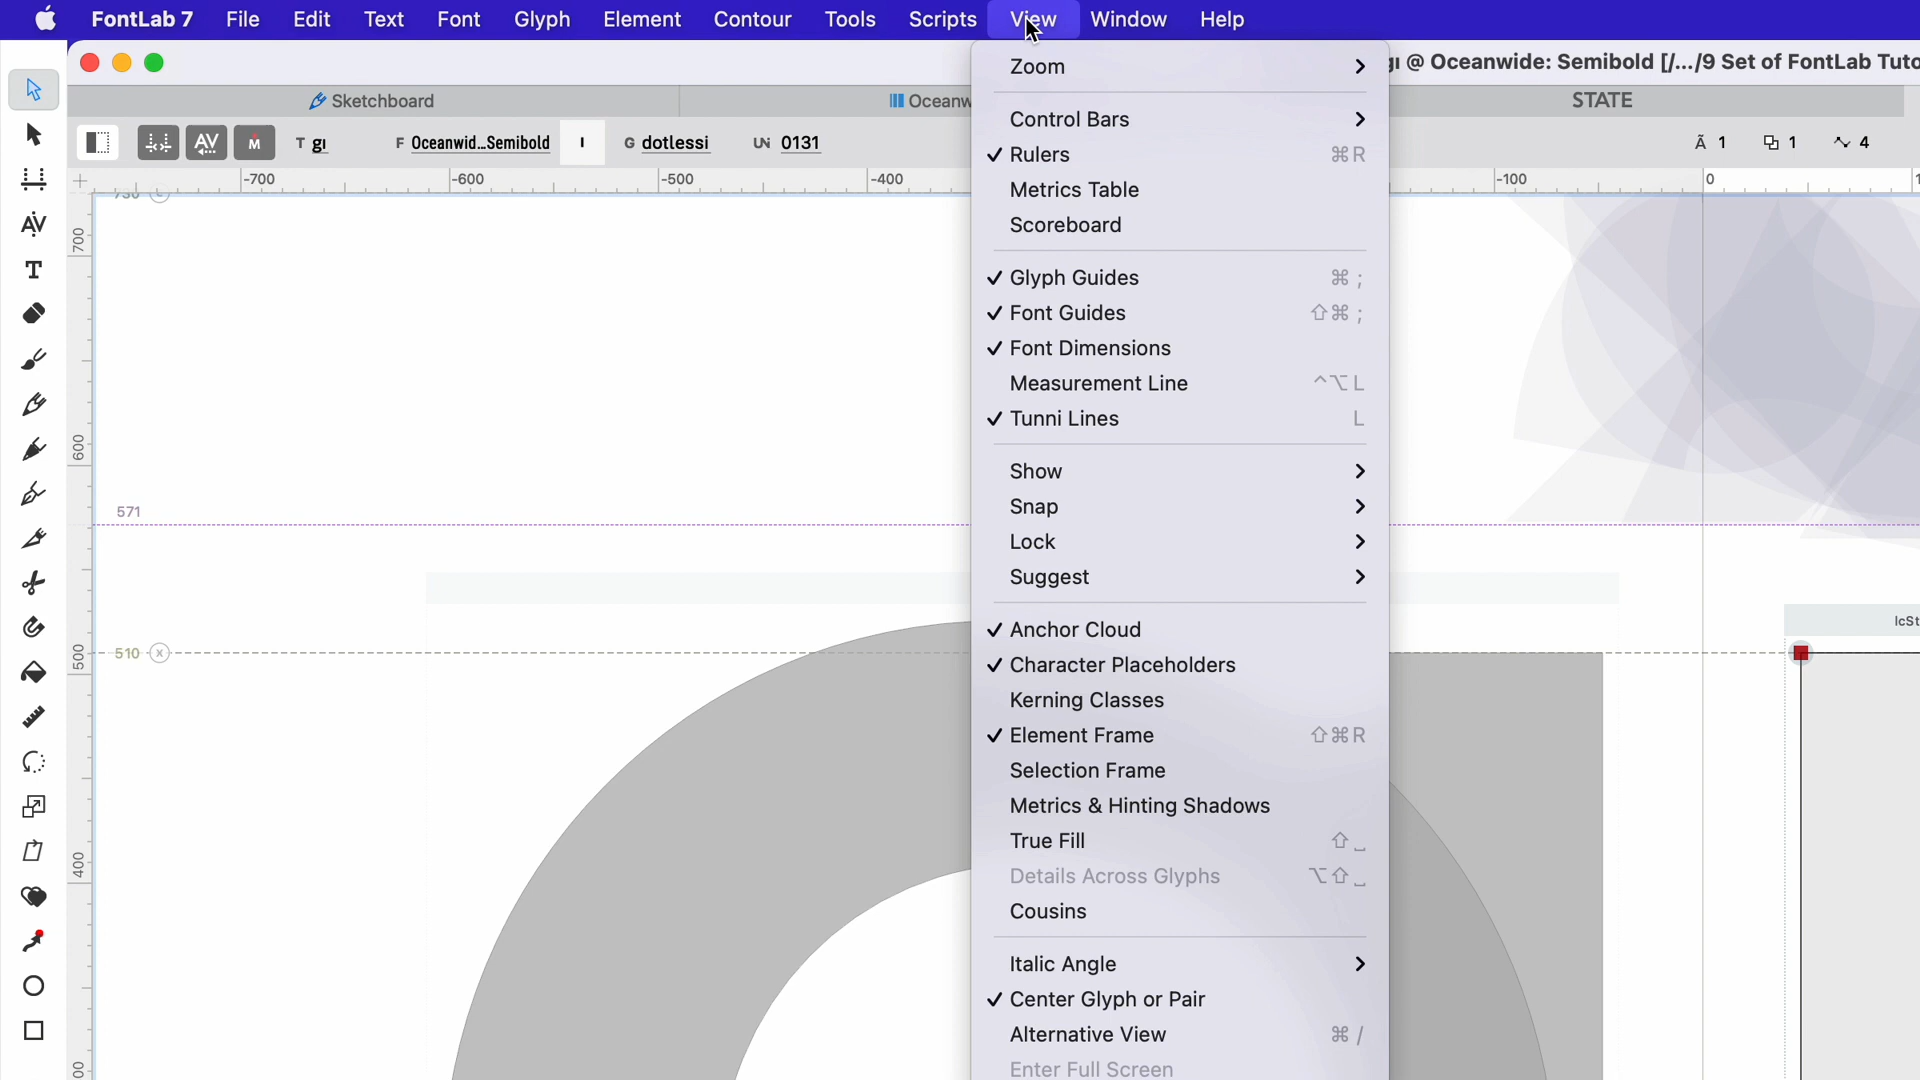 FontLab 7 File Edit Text Font Glyph Element Contour Tools Scripts View Window Help
@ Oceanwide: Semibold [/.../9 Set of FontLab Tuto
Sketchboard
Oceanw
STATE
T gı F Oceanwid...Semibold I G dotlessi UN 0131
Ā 1 1 4
-700 -600 -500 -400 -100 0
700
600
571
500
510 x
400
lcSt
Zoom
Control Bars
✓ Rulers ⌘R
Metrics Table
Scoreboard
✓ Glyph Guides ⌘ ;
✓ Font Guides ⇧⌘ ;
✓ Font Dimensions
Measurement Line ^⌥ L
✓ Tunni Lines L
Show
Snap
Lock
Suggest
✓ Anchor Cloud
✓ Character Placeholders
Kerning Classes
✓ Element Frame ⇧⌘R
Selection Frame
Metrics & Hinting Shadows
True Fill ⇧ ⎵
Details Across Glyphs ⌥⇧ ⎵
Cousins
Italic Angle
✓ Center Glyph or Pair
Alternative View ⌘ /
Enter Full Screen